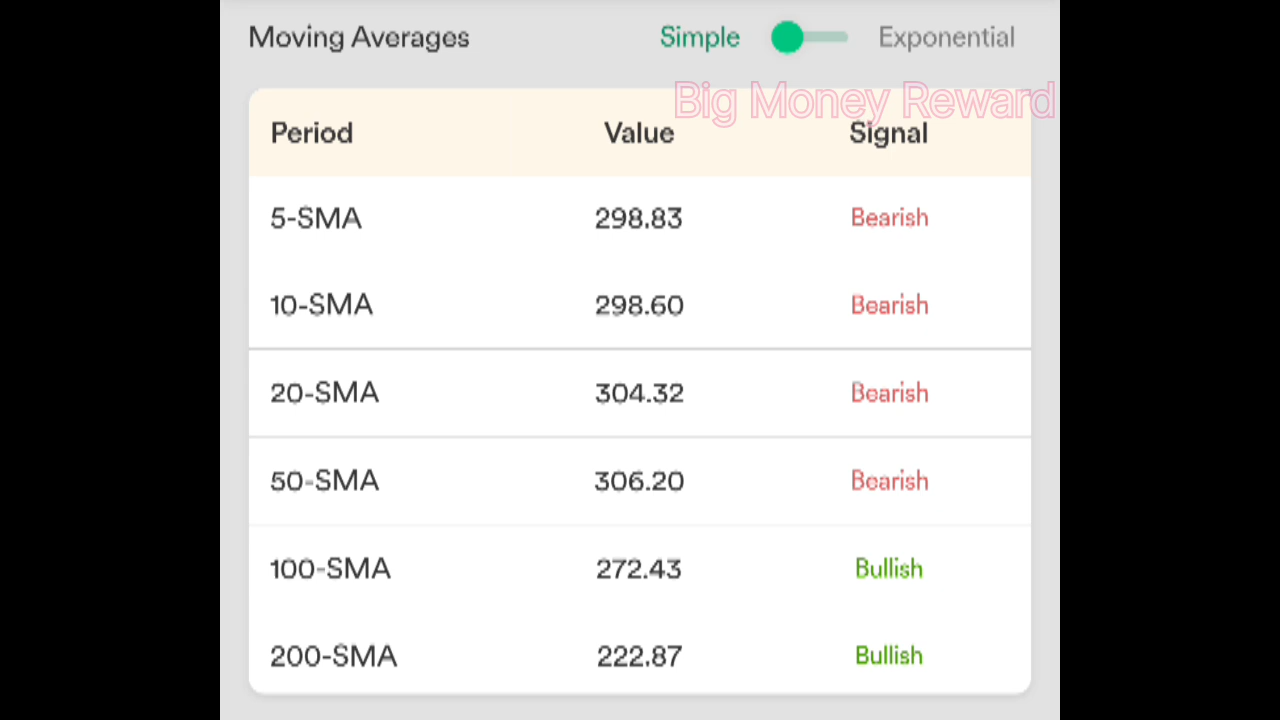 Moving Averages Simple Exponential
Big Money Reward
Period Value Signal
5-SMA 298.83 Bearish
10-SMA 298.60 Bearish
20-SMA 304.32 Bearish
50-SMA 306.20 Bearish
100-SMA 272.43 Bullish
200-SMA 222.87 Bullish